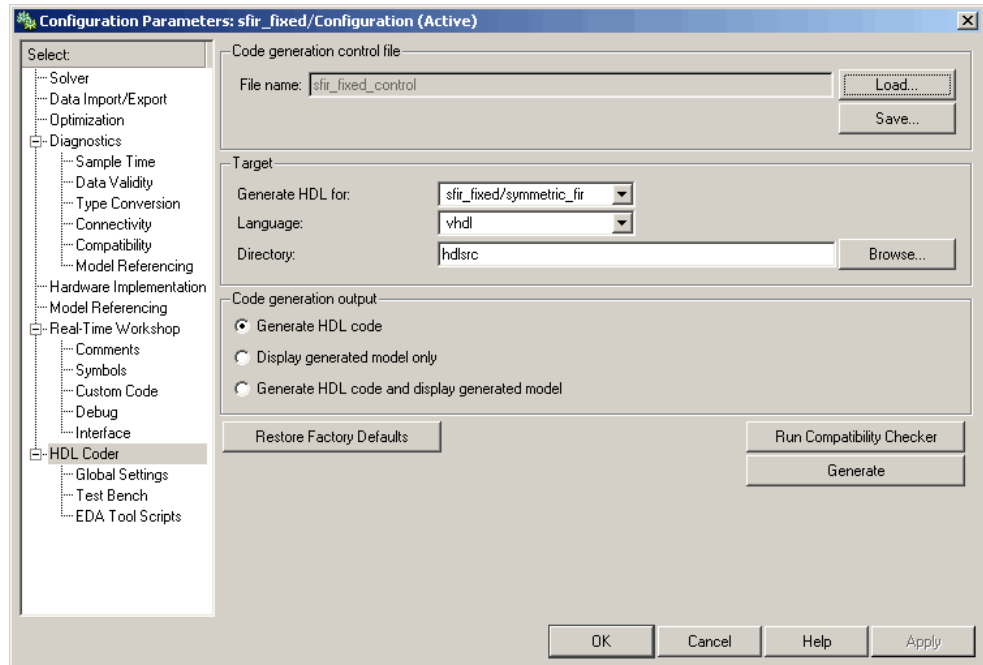 Configuration Parameters: sfir_fixed/Configuration (Active)
Select:
Solver
Data Import/Export
Optimization
Diagnostics
Sample Time
Data Validity
Type Conversion
Connectivity
Compatibility
Model Referencing
Hardware Implementation
Model Referencing
Real-Time Workshop
Comments
Symbols
Custom Code
Debug
Interface
HDL Coder
Global Settings
Test Bench
EDA Tool Scripts
Code generation control file
File name: sfir_fixed_control Load...
Save...
Target
Generate HDL for: sfir_fixed/symmetric_fir
Language: vhdl
Directory: hdlsrc Browse...
Code generation output
Generate HDL code
Display generated model only
Generate HDL code and display generated model
Restore Factory Defaults Run Compatibility Checker
Generate
OK Cancel Help Apply